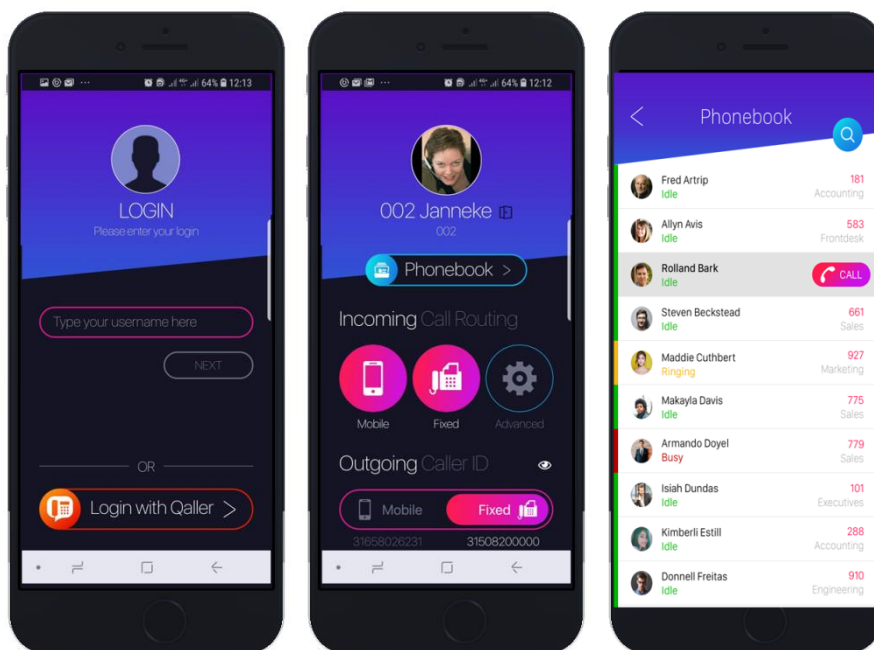 64% 12:13
LOGIN
Please enter your login
Type your username here
NEXT
OR
Login with Qaller >
64% 12:12
002 Janneke
002
Phonebook >
Incoming Call Routing
Mobile Fixed Advanced
Outgoing Caller ID
Mobile Fixed
31658026231 31508200000
Phonebook
Fred Artrip 181
Idle Accounting
Allyn Avis 583
Idle Frontdesk
Rolland Bark
Idle CALL
Steven Beckstead 661
Idle Sales
Maddie Cuthbert 927
Ringing Marketing
Makayla Davis 775
Idle Sales
Armando Doyel 779
Busy Sales
Isiah Dundas 101
Idle Executives
Kimberli Estill 288
Idle Accounting
Donnell Freitas 910
Idle Engineering